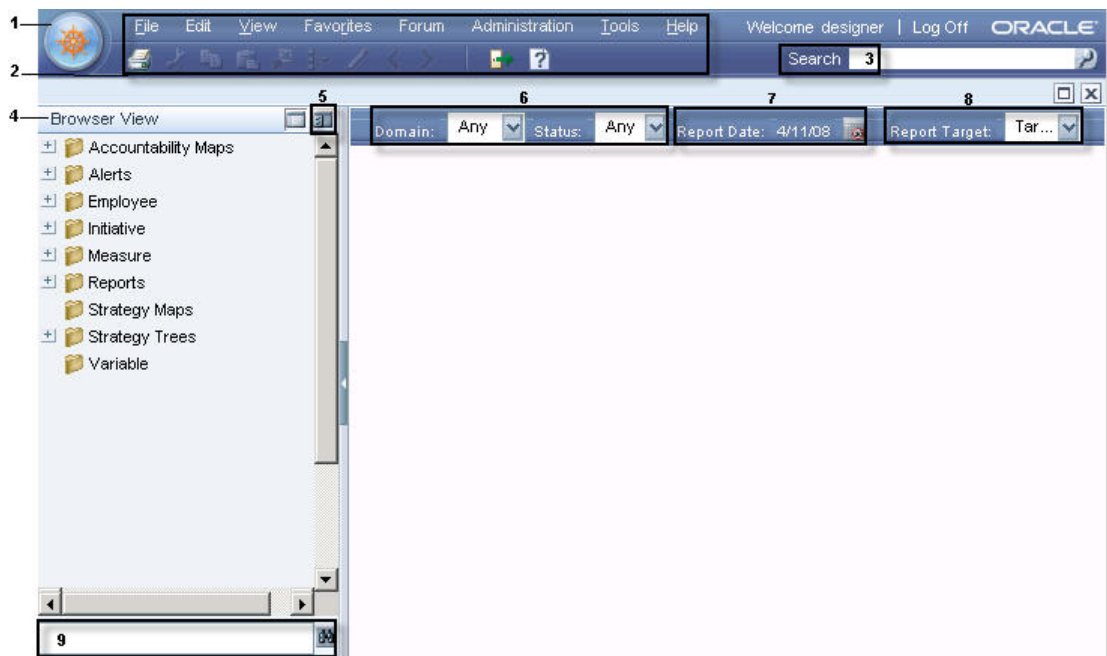 1
File Edit View Favorites Forum Administration Tools Help Welcome designer | Log Off ORACLE
2
Search 3
5 6 7 8
4 Browser View
Domain: Any Status: Any Report Date: 4/11/08 Report Target: Tar...
Accountability Maps
Alerts
Employee
Initiative
Measure
Reports
Strategy Maps
Strategy Trees
Variable
9